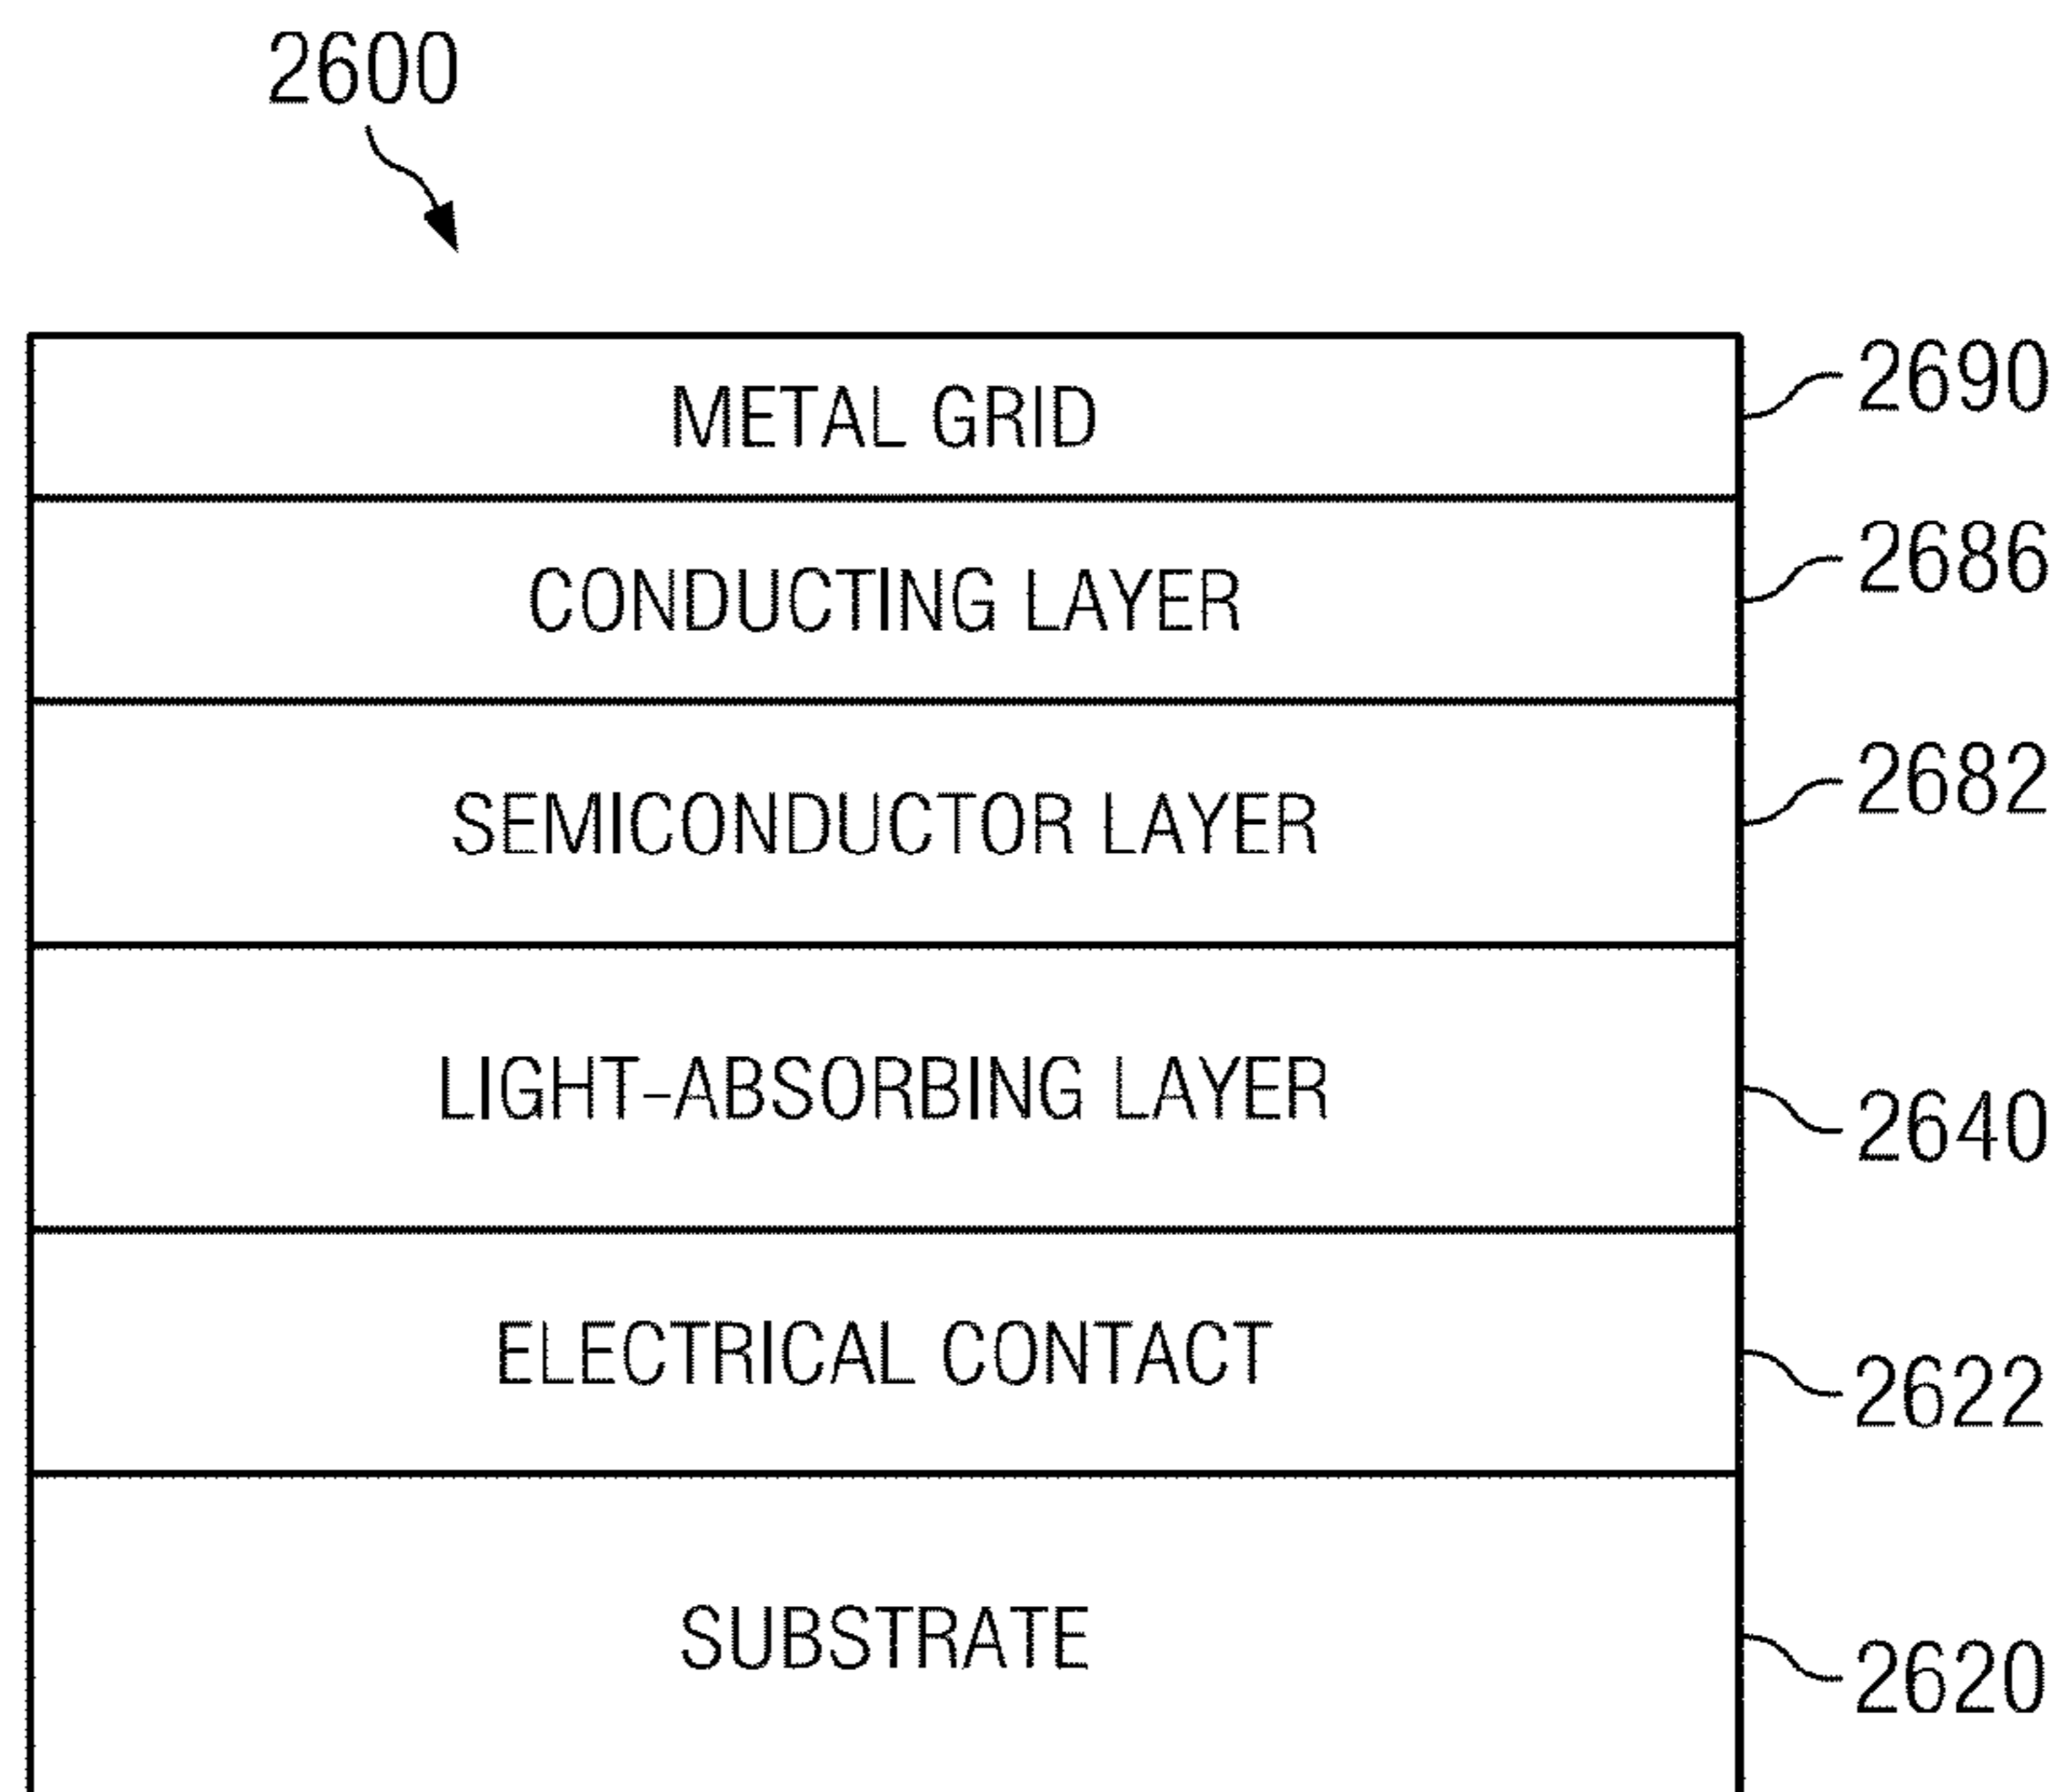 2600
METAL GRID
2690
CONDUCTING LAYER
2686
SEMICONDUCTOR LAYER
2682
LIGHT-ABSORBING LAYER
2640
ELECTRICAL CONTACT
2622
SUBSTRATE
2620